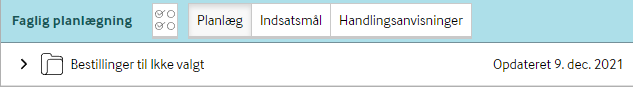 Faglig planlægning Planlæg Indsatsmål Handlingsanvisninger
Bestillinger til Ikke valgt Opdateret 9. dec. 2021